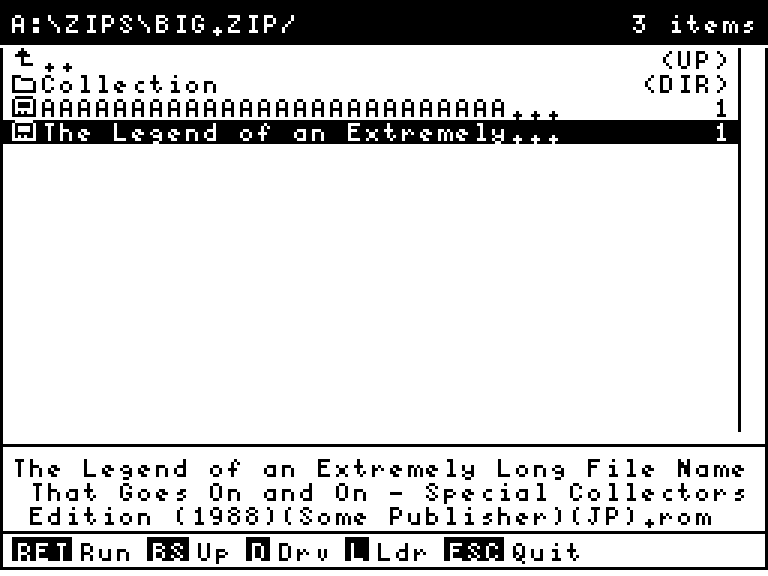 A:\ZIPS\BIG.ZIP/ 3 items
.. <UP>
Collection <DIR>
AAAAAAAAAAAAAAAAAAAAAAAAAAA... 1
The Legend of an Extremely... 1
The Legend of an Extremely Long File Name
That Goes On and On - Special Collectors
Edition (1988)(Some Publisher)(JP).rom
RET Run BS Up D Drv L Ldr ESC Quit